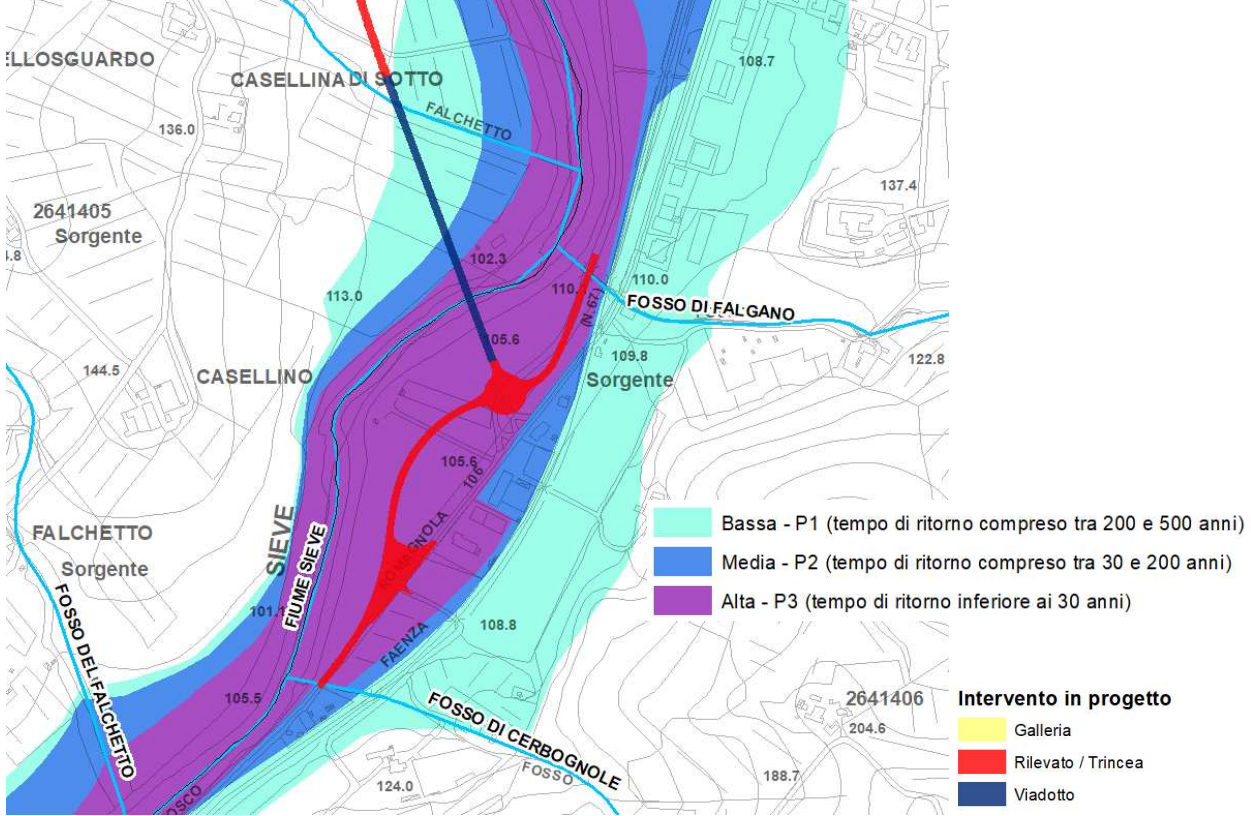 ELLOSGUARDO
CASELLINA DI SOTTO
108.7
FALCHETTO
136.0
137.4
2641405
Sorgente
102.3
110.0
113.0
(N.67)
FOSSO DI FALGANO
105.6
109.8
122.8
144.5
CASELLINO
Sorgente
105.6
106
SIEVE
FIUME SIEVE
ROMAGNOLA
FALCHETTO
Sorgente
FOSSO DEL FALCHETTO
FAENZA
108.8
105.5
FOSSO DI CERBOGNOLE
FOSSO
124.0
188.7
2641406
204.6
OSCO
Bassa - P1 (tempo di ritorno compreso tra 200 e 500 anni)
Media - P2 (tempo di ritorno compreso tra 30 e 200 anni)
Alta - P3 (tempo di ritorno inferiore ai 30 anni)
Intervento in progetto
Galleria
Rilevato / Trincea
Viadotto